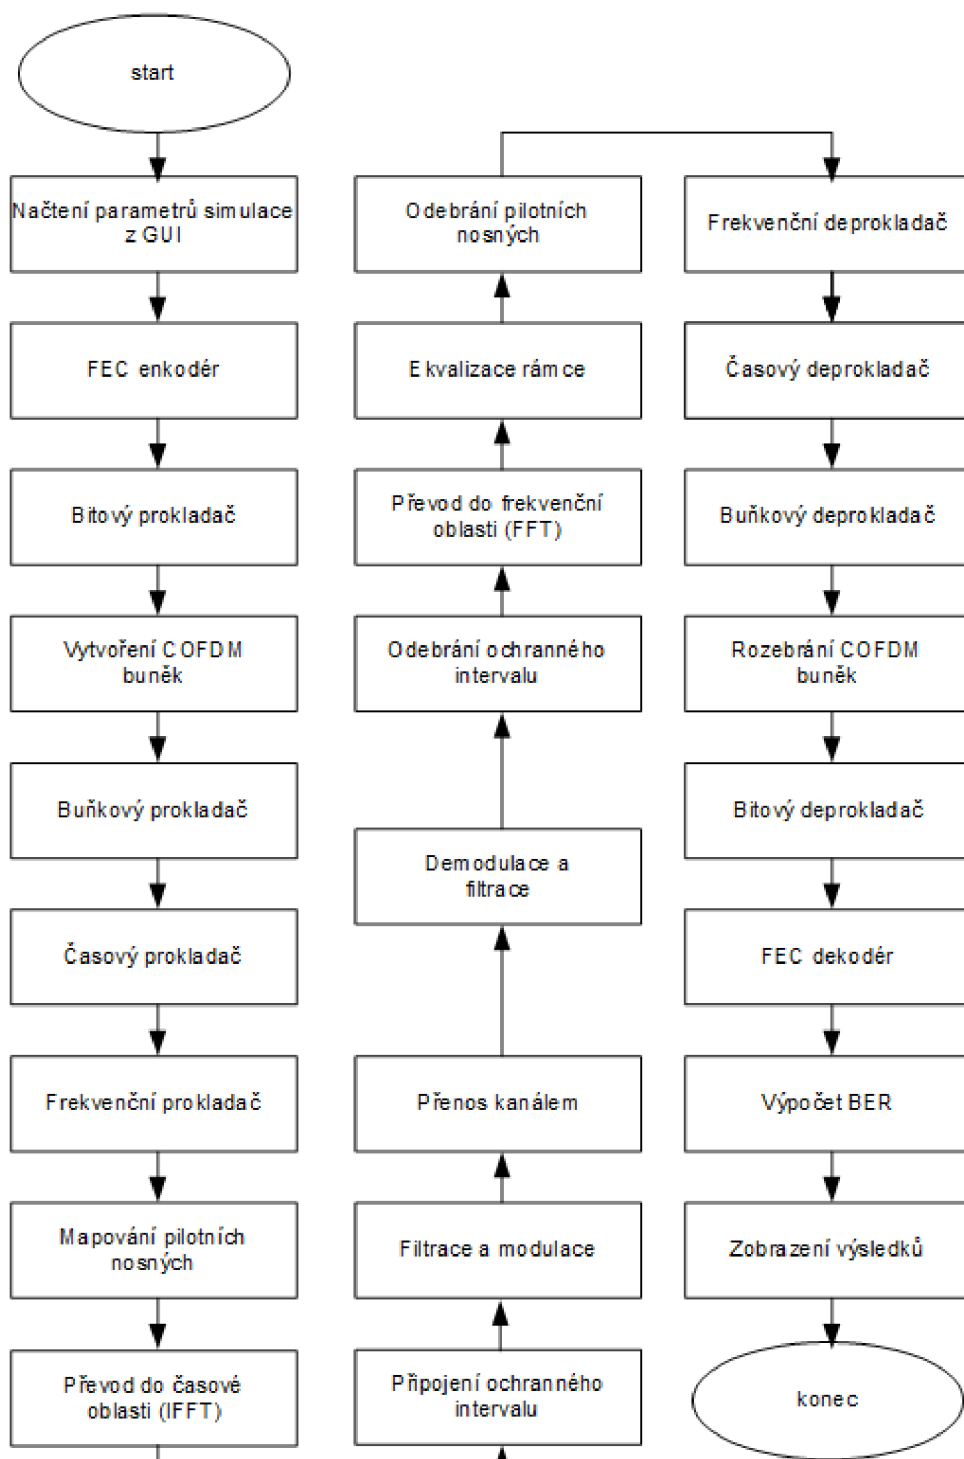 start
Načtení parametrů simulace
z GUI
FEC enkodér
Bitový prokladač
Vytvoření COFDM
buněk
Buňkový prokladač
Časový prokladač
Frekvenční prokladač
Mapování pilotních
nosných
Převod do časové
oblasti (IFFT)
Připojení ochranného
intervalu
Filtrace a modulace
Přenos kanálem
Demodulace a
filtrace
Odebrání ochranného
intervalu
Převod do frekvenční
oblasti (FFT)
Ekvalizace rámce
Odebrání pilotních
nosných
Frekvenční deprokladač
Časový deprokladač
Buňkový deprokladač
Rozebrání COFDM
buněk
Bitový deprokladač
FEC dekodér
Výpočet BER
Zobrazení výsledků
konec